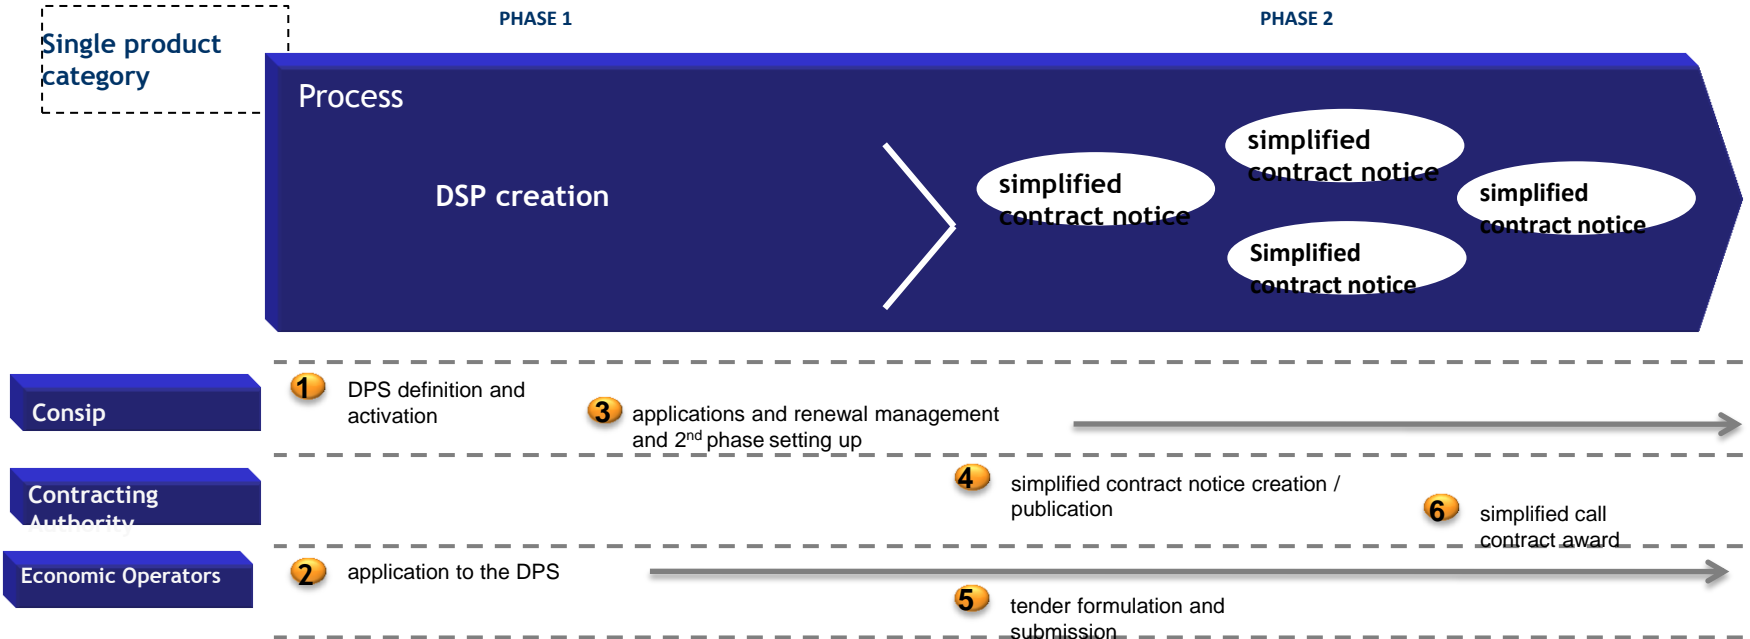 PHASE 1
PHASE 2
Single product
category
Process
DSP creation
simplified
contract notice
simplified
contract notice
simplified
contract notice
Simplified
contract notice
Consip
1
DPS definition and
activation
3
applications and renewal management
and 2nd phase setting up
Contracting
Authority
4
simplified contract notice creation /
publication
6
simplified call
contract award
Economic Operators
2
application to the DPS
5
tender formulation and
submission